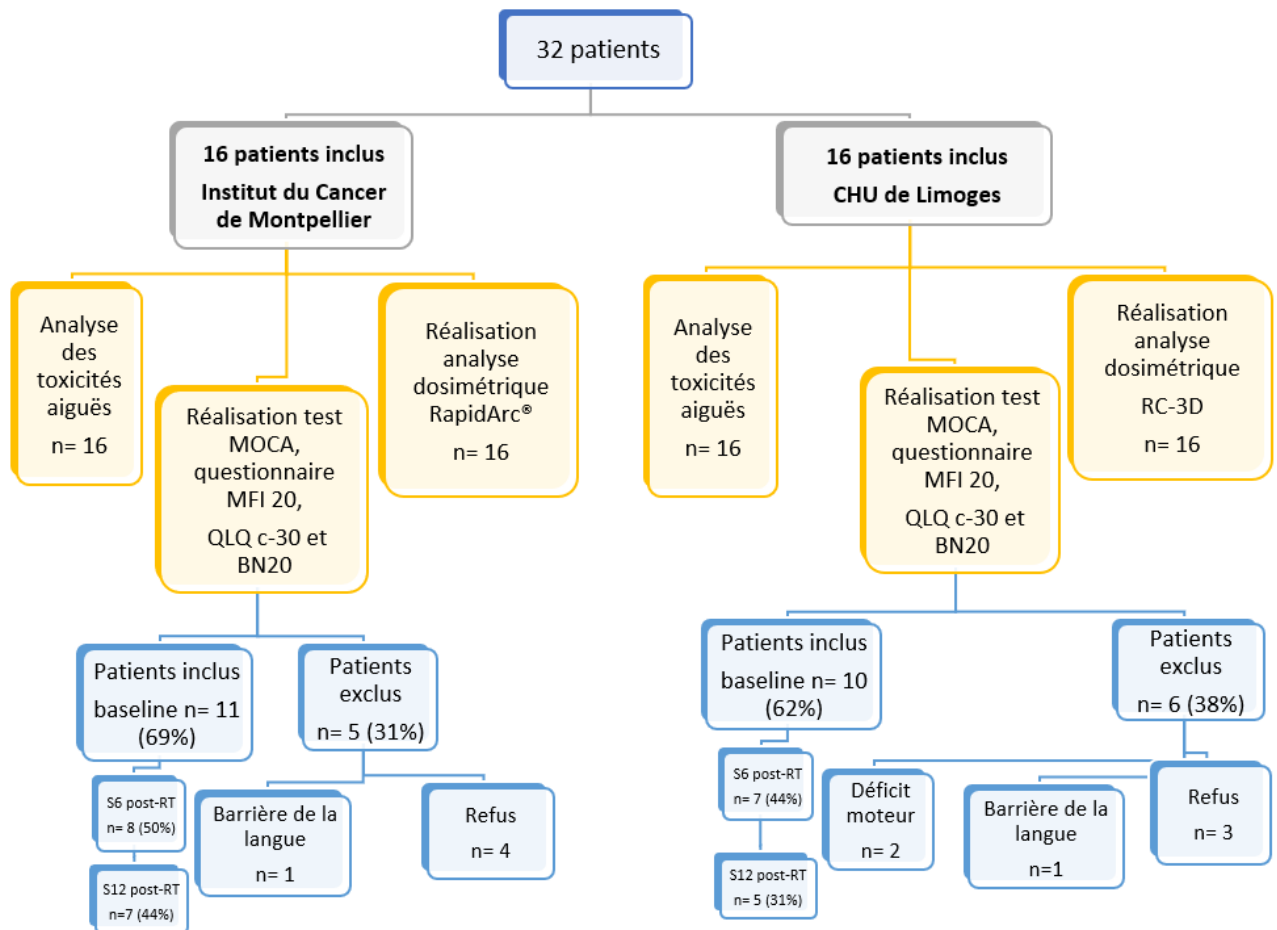 32 patients
16 patients inclus
Institut du Cancer
de Montpellier
16 patients inclus
CHU de Limoges
Analyse
des
toxicités
aiguës
n= 16
Réalisation test
MOCA,
questionnaire
MFI 20,
QLQ c-30 et
BN20
Réalisation
analyse
dosimétrique
RapidArc®
n= 16
Analyse
des
toxicités
aiguës
n= 16
Réalisation test
MOCA,
questionnaire
MFI 20,
QLQ c-30 et
BN20
Réalisation
analyse
dosimétrique
RC-3D
n= 16
Patients inclus
baseline n= 11
(69%)
Patients
exclus
n= 5 (31%)
S6 post-RT
n= 8 (50%)
S12 post-RT
n=7 (44%)
Barrière de la
langue
n= 1
Refus
n= 4
Patients inclus
baseline n= 10
(62%)
Patients
exclus
n= 6 (38%)
S6 post-RT
n= 7 (44%)
S12 post-RT
n= 5 (31%)
Déficit
moteur
n= 2
Barrière de la
langue
n=1
Refus
n= 3